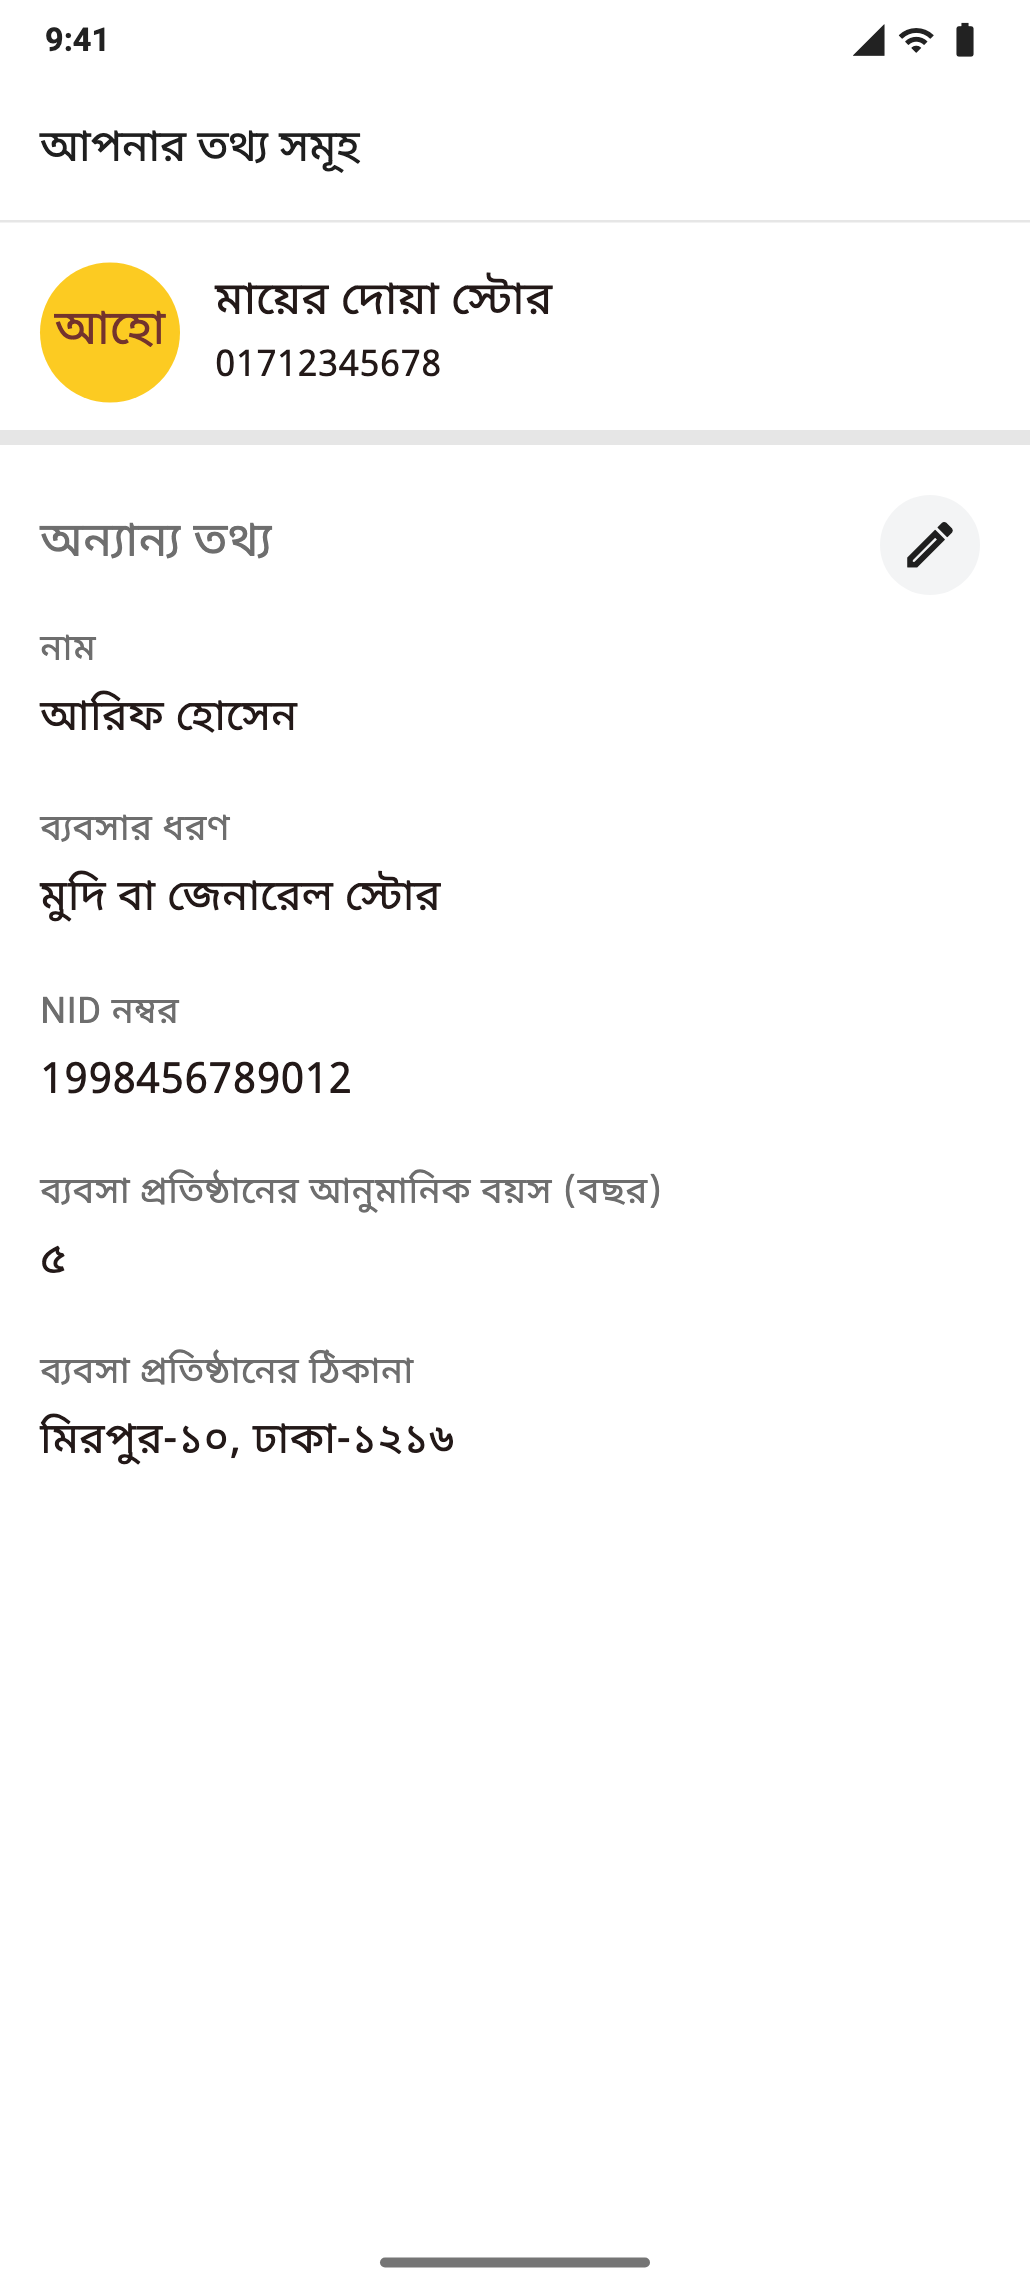 9:41
আপনার তথ্য সমূহ
আহো
মায়ের দোয়া স্টোর
01712345678
অন্যান্য তথ্য
নাম
আরিফ হোসেন
ব্যবসার ধরণ
মুদি বা জেনারেল স্টোর
NID নম্বর
1998456789012
ব্যবসা প্রতিষ্ঠানের আনুমানিক বয়স (বছর)
৫
ব্যবসা প্রতিষ্ঠানের ঠিকানা
মিরপুর-১০, ঢাকা-১২১৬